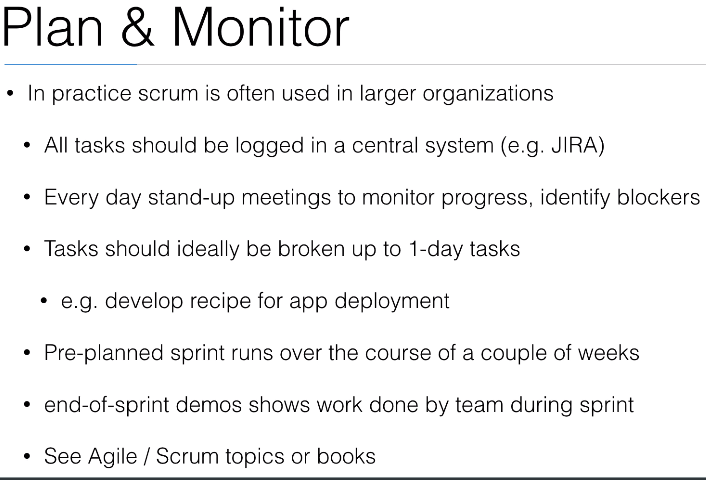 Plan & Monitor
• In practice scrum is often used in larger organizations
• All tasks should be logged in a central system (e.g. JIRA)
• Every day stand-up meetings to monitor progress, identify blockers
• Tasks should ideally be broken up to 1-day tasks
• e.g. develop recipe for app deployment
• Pre-planned sprint runs over the course of a couple of weeks
• end-of-sprint demos shows work done by team during sprint
• See Agile / Scrum topics or books